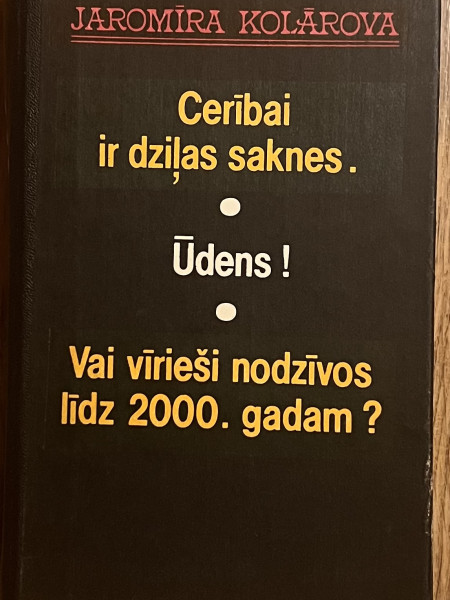 JAROMĪRA KOLĀROVA
Cerībai
ir dziļas saknes.
Ūdens!
Vai vīrieši nodzīvos
līdz 2000. gadam?